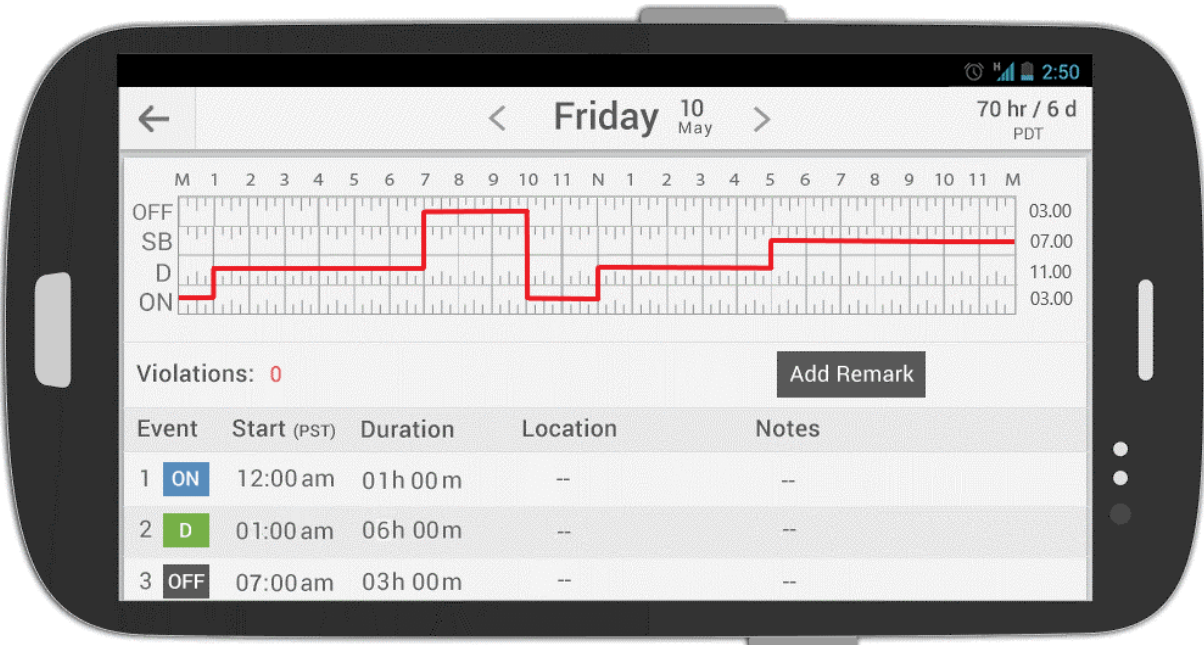 H 2:50
Friday 10 May 70 hr / 6 d
PDT
M 1 2 3 4 5 6 7 8 9 10 11 N 1 2 3 4 5 6 7 8 9 10 11 M
OFF 03.00
SB 07.00
D 11.00
ON 03.00
Violations: 0 Add Remark
Event Start (PST) Duration Location Notes
1 ON 12:00 am 01h 00m -- --
2 D 01:00 am 06h 00m -- --
3 OFF 07:00 am 03h 00m -- --